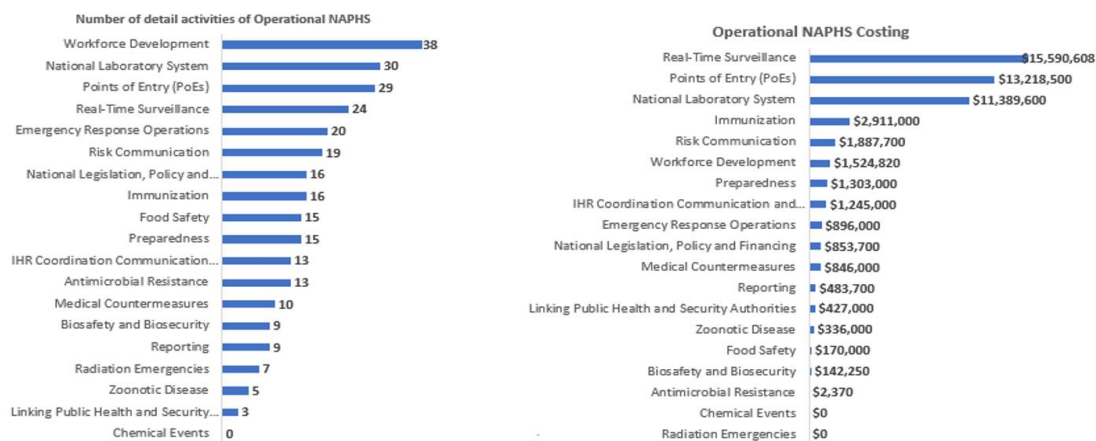 Number of detail activities of Operational NAPHS
Workforce Development 38
National Laboratory System 30
Points of Entry (PoEs) 29
Real-Time Surveillance 24
Emergency Response Operations 20
Risk Communication 19
National Legislation, Policy and... 16
Immunization 16
Food Safety 15
Preparedness 15
IHR Coordination Communication... 13
Antimicrobial Resistance 13
Medical Countermeasures 10
Biosafety and Biosecurity 9
Reporting 9
Radiation Emergencies 7
Zoonotic Disease 5
Linking Public Health and Security... 3
Chemical Events 0
Operational NAPHS Costing
Real-Time Surveillance $15,590,608
Points of Entry (PoEs) $13,218,500
National Laboratory System $11,389,600
Immunization $2,911,000
Risk Communication $1,887,700
Workforce Development $1,524,820
Preparedness $1,303,000
IHR Coordination Communication and... $1,245,000
Emergency Response Operations $896,000
National Legislation, Policy and Financing $853,700
Medical Countermeasures $846,000
Reporting $483,700
Linking Public Health and Security Authorities $427,000
Zoonotic Disease $336,000
Food Safety $170,000
Biosafety and Biosecurity $142,250
Antimicrobial Resistance $2,370
Chemical Events $0
Radiation Emergencies $0